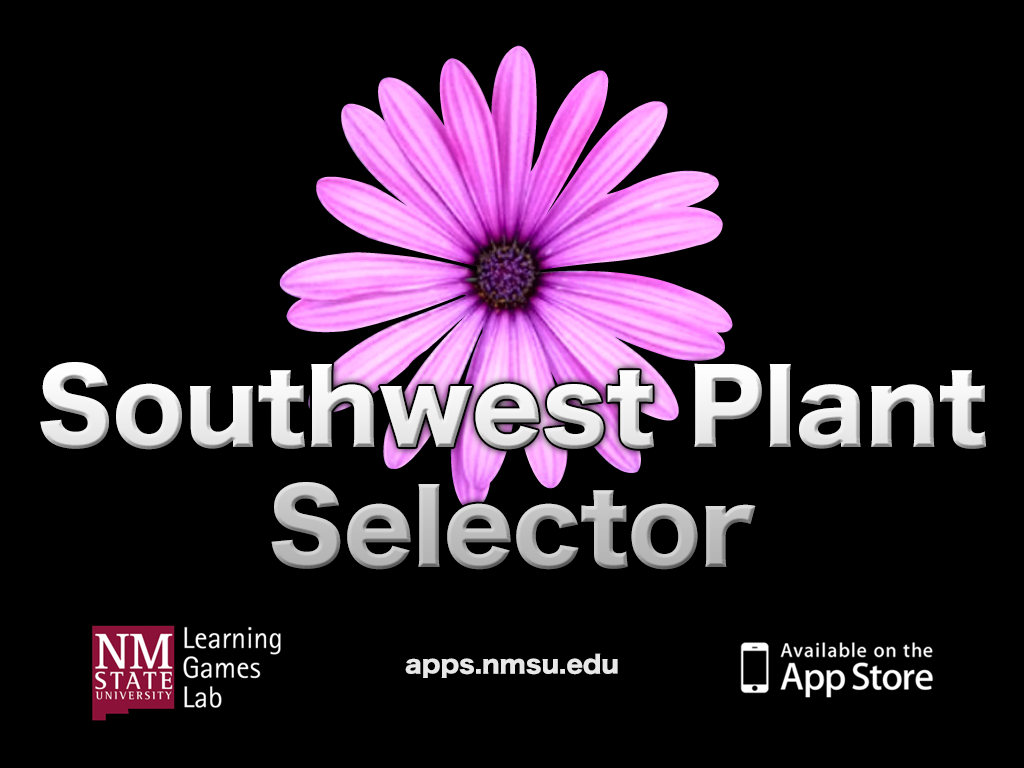 Southwest Plant
Selector
NM
STATE
UNIVERSITY
Learning
Games
Lab
apps.nmsu.edu
Available on the
App Store